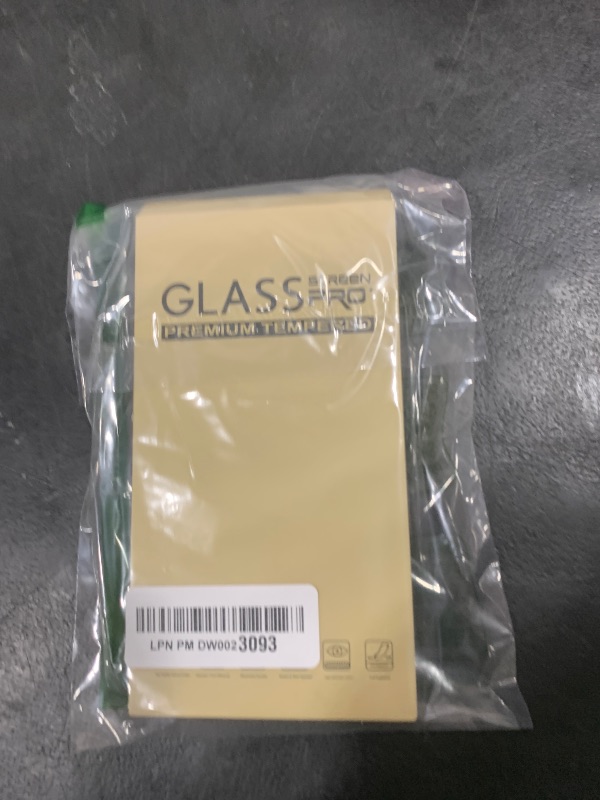 GLASS SCREEN PRO
PREMIUM TEMPERED
LPN PM DW0023093